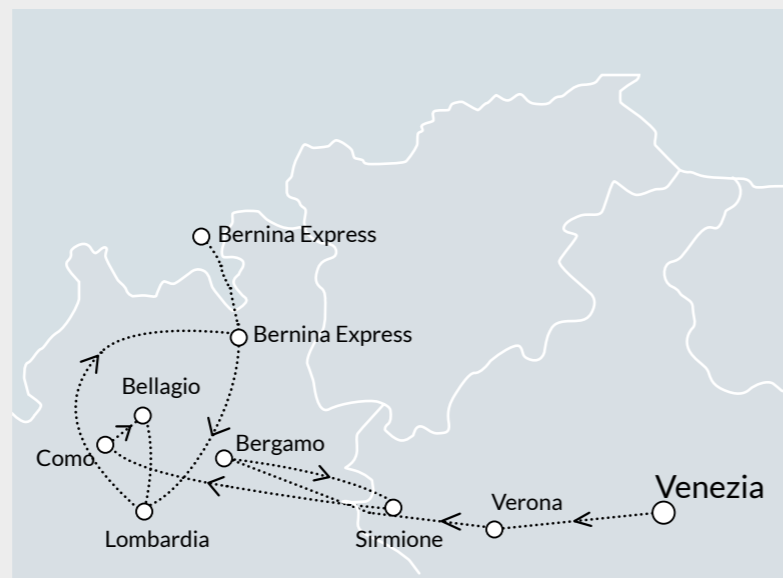 Bernina Express
Bernina Express
Bellagio
Bergamo
Como
Venezia
Verona
Lombardia
Sirmione